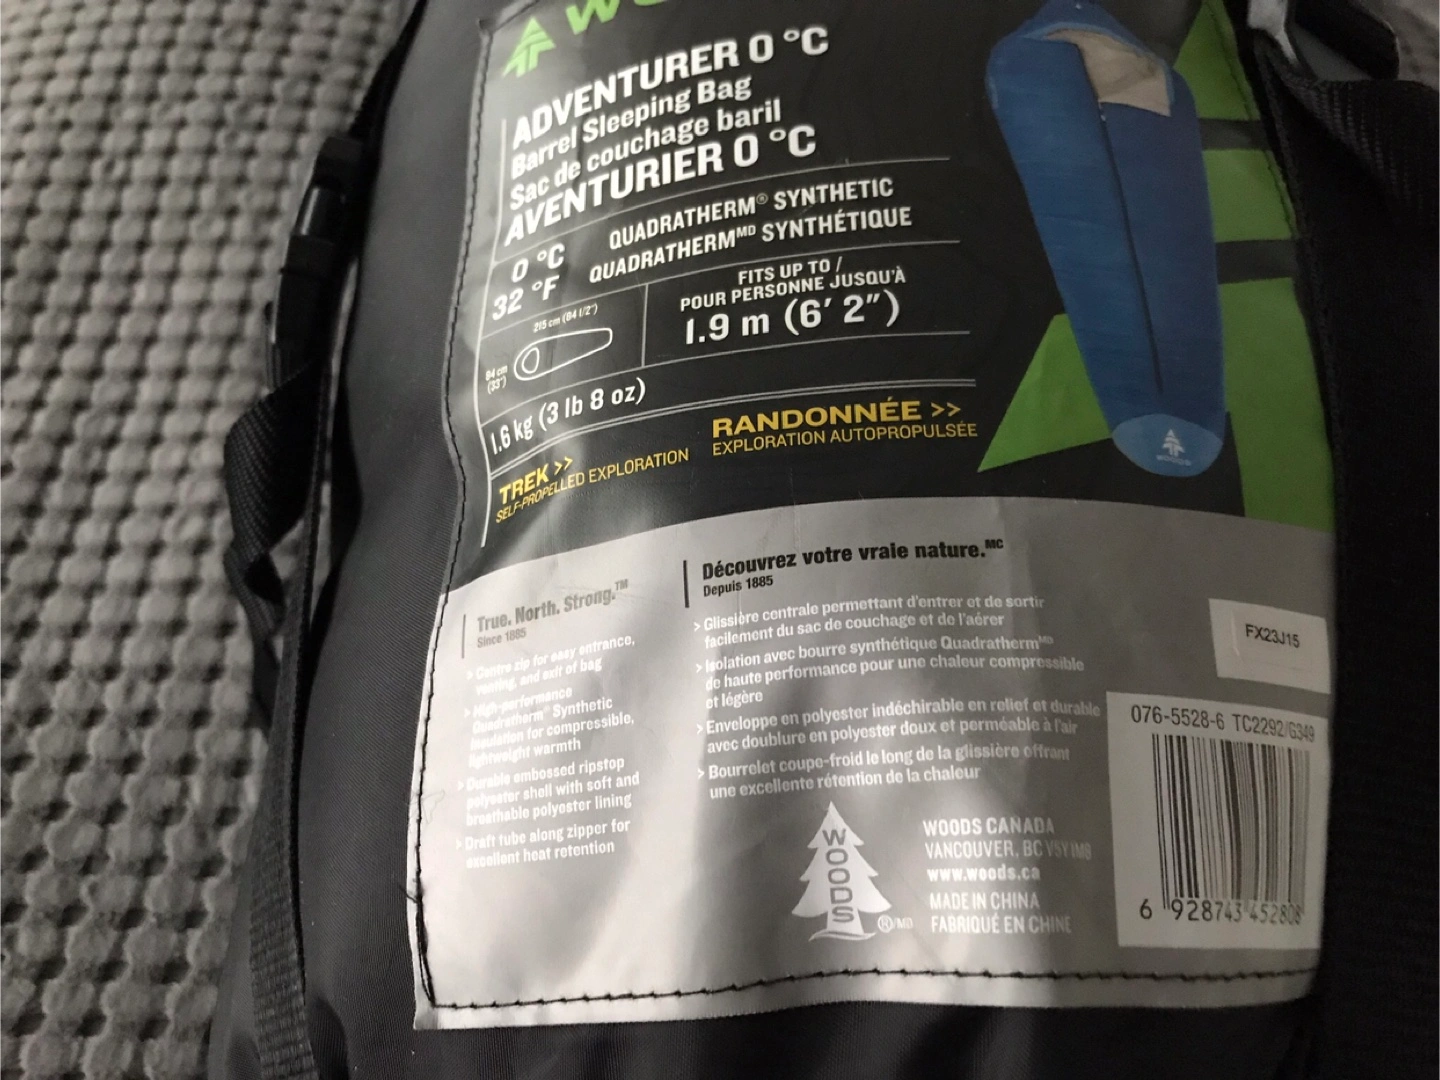 ADVENTURER 0 °C
Barrel Sleeping Bag
Sac de couchage baril
AVENTURIER 0 °C
0 °C
32 °F
QUADRATHERM® SYNTHETIC
QUADRATHERMMD SYNTHÉTIQUE
215 cm (84 1/2")
84 cm
(33")
FITS UP TO /
POUR PERSONNE JUSQU'À
1.9 m (6' 2")
1.6 kg (3 lb 8 oz)
TREK >>
SELF-PROPELLED EXPLORATION
RANDONNÉE >>
EXPLORATION AUTOPROPULSÉE
WOODS
True. North. Strong.™
Since 1885
> Centre zip for easy entrance,
venting, and exit of bag
> High-performance
Quadratherm® Synthetic
insulation for compressible,
lightweight warmth
> Durable embossed ripstop
polyester shell with soft and
breathable polyester lining
> Draft tube along zipper for
excellent heat retention
Découvrez votre vraie nature.MC
Depuis 1885
> Glissière centrale permettant d'entrer et de sortir
facilement du sac de couchage et de l'aérer
> Isolation avec bourre synthétique QuadrathermMD
de haute performance pour une chaleur compressible
et légère
> Enveloppe en polyester indéchirable en relief et durable
avec doublure en polyester doux et perméable à l'air
> Bourrelet coupe-froid le long de la glissière offrant
une excellente rétention de la chaleur
WOODS
®/MD
WOODS CANADA
VANCOUVER, BC V5Y 1M8
www.woods.ca
MADE IN CHINA
FABRIQUÉ EN CHINE
FX23J15
076-5528-6 TC2292/G349
6 928743 452808